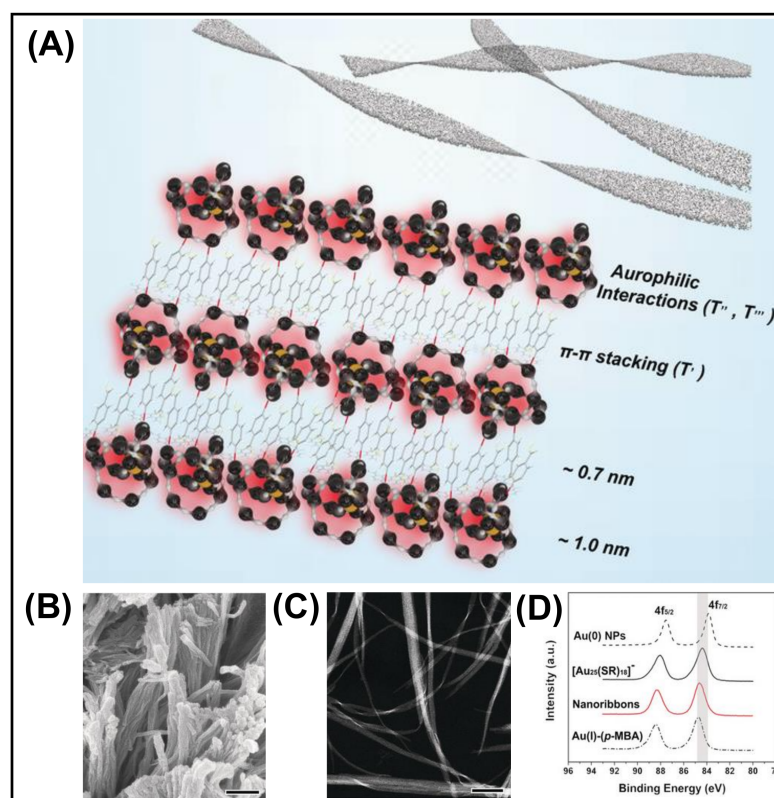 (A)
Aurophilic
Interactions (T'' , T''')
π-π stacking (T' )
~ 0.7 nm
~ 1.0 nm
(B)
(C)
(D)
4f5/2
4f7/2
Au(0) NPs
[Au25(SR)18]-
Nanoribbons
Au(I)-(p-MBA)
Intensity (a.u.)
96 94 92 90 88 86 84 82 80 78
Binding Energy (eV)